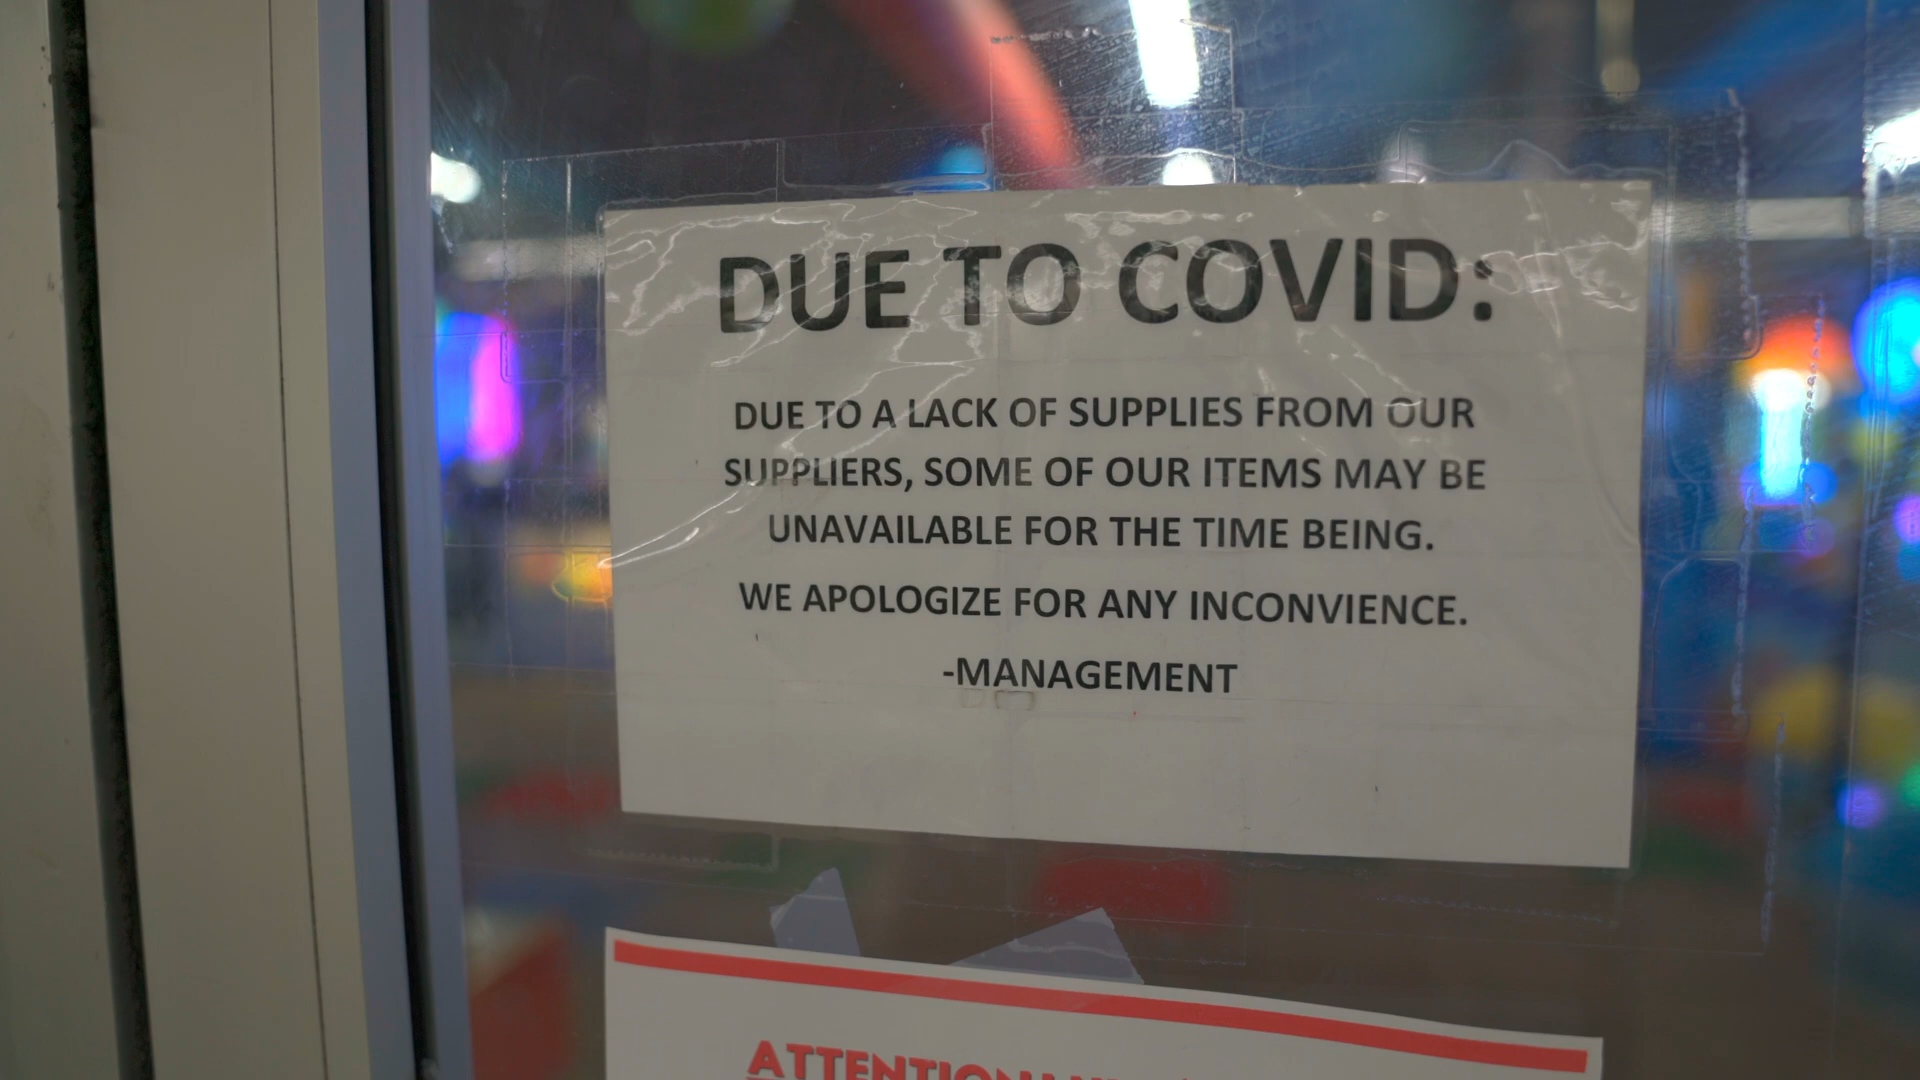 DUE TO COVID:
DUE TO A LACK OF SUPPLIES FROM OUR
SUPPLIERS, SOME OF OUR ITEMS MAY BE
UNAVAILABLE FOR THE TIME BEING.
WE APOLOGIZE FOR ANY INCONVIENCE.
-MANAGEMENT
ATTENTION